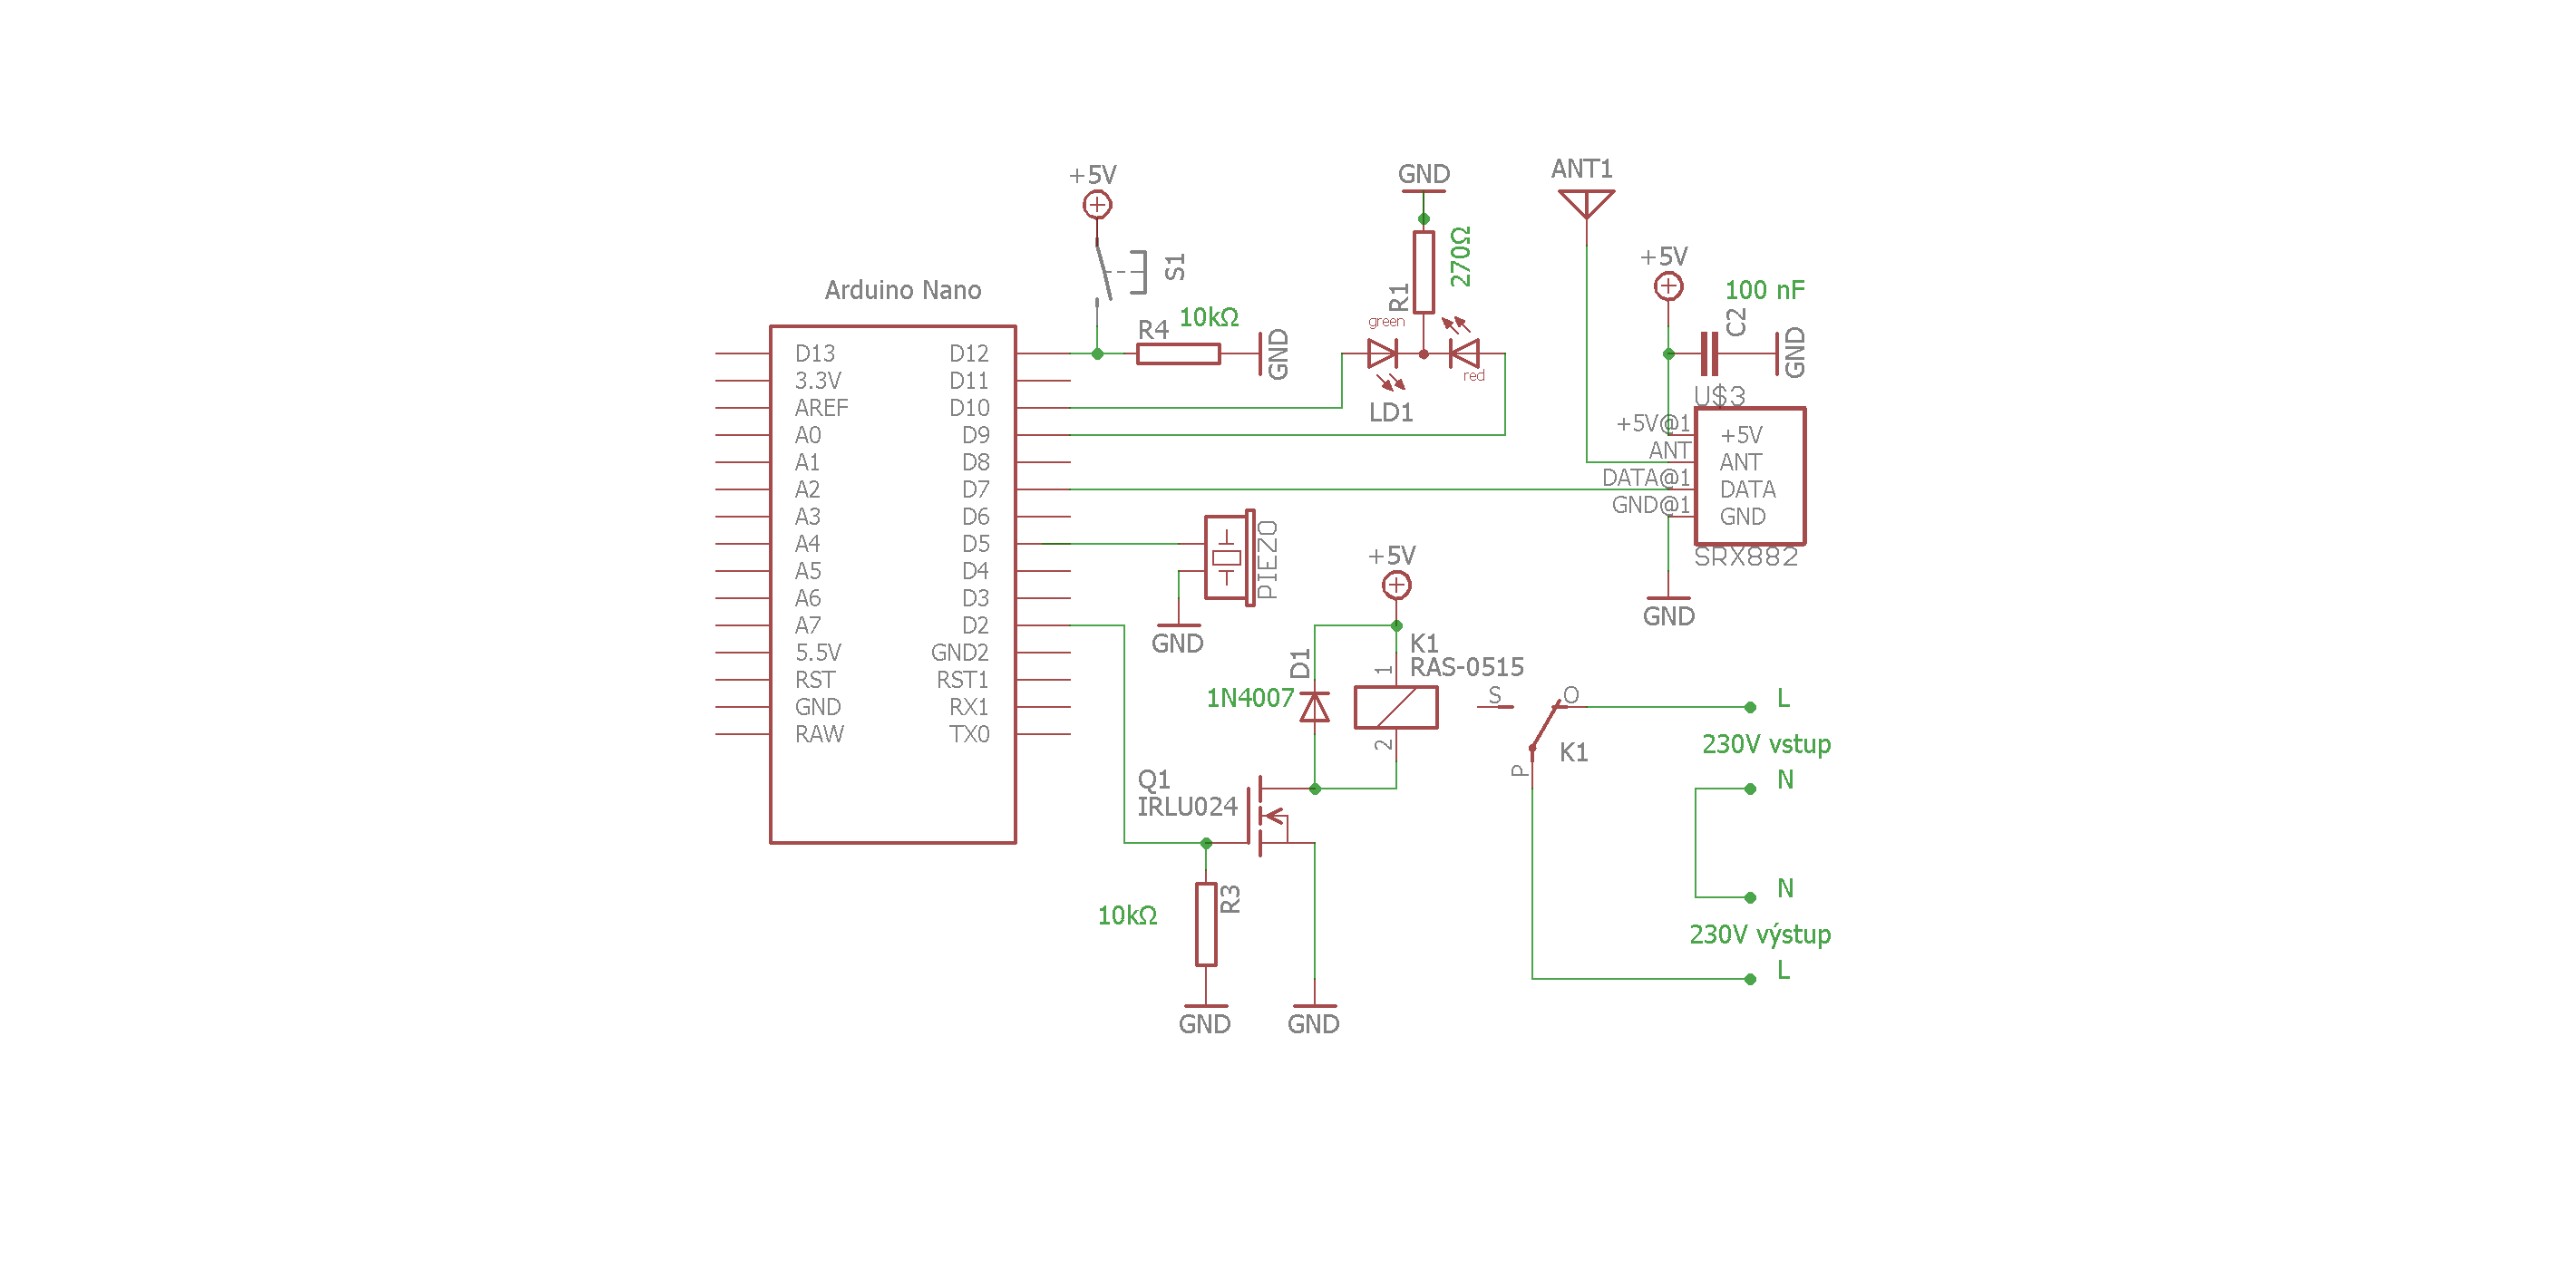 +5V
S1
R4
10kΩ
GND
GND
R1
270Ω
green
red
LD1
ANT1
+5V
100 nF
C2
GND
U$3
+5V@1
ANT
DATA@1
GND@1
+5V
ANT
DATA
GND
SRX882
GND
Arduino Nano
D13
3.3V
AREF
A0
A1
A2
A3
A4
A5
A6
A7
5.5V
RST
GND
RAW
D12
D11
D10
D9
D8
D7
D6
D5
D4
D3
D2
GND2
RST1
RX1
TX0
PIEZO
GND
+5V
K1
RAS-0515
D1
1N4007
1
2
Q1
IRLU024
10kΩ
R3
GND
GND
S
O
P
K1
L
230V vstup
N
N
230V výstup
L